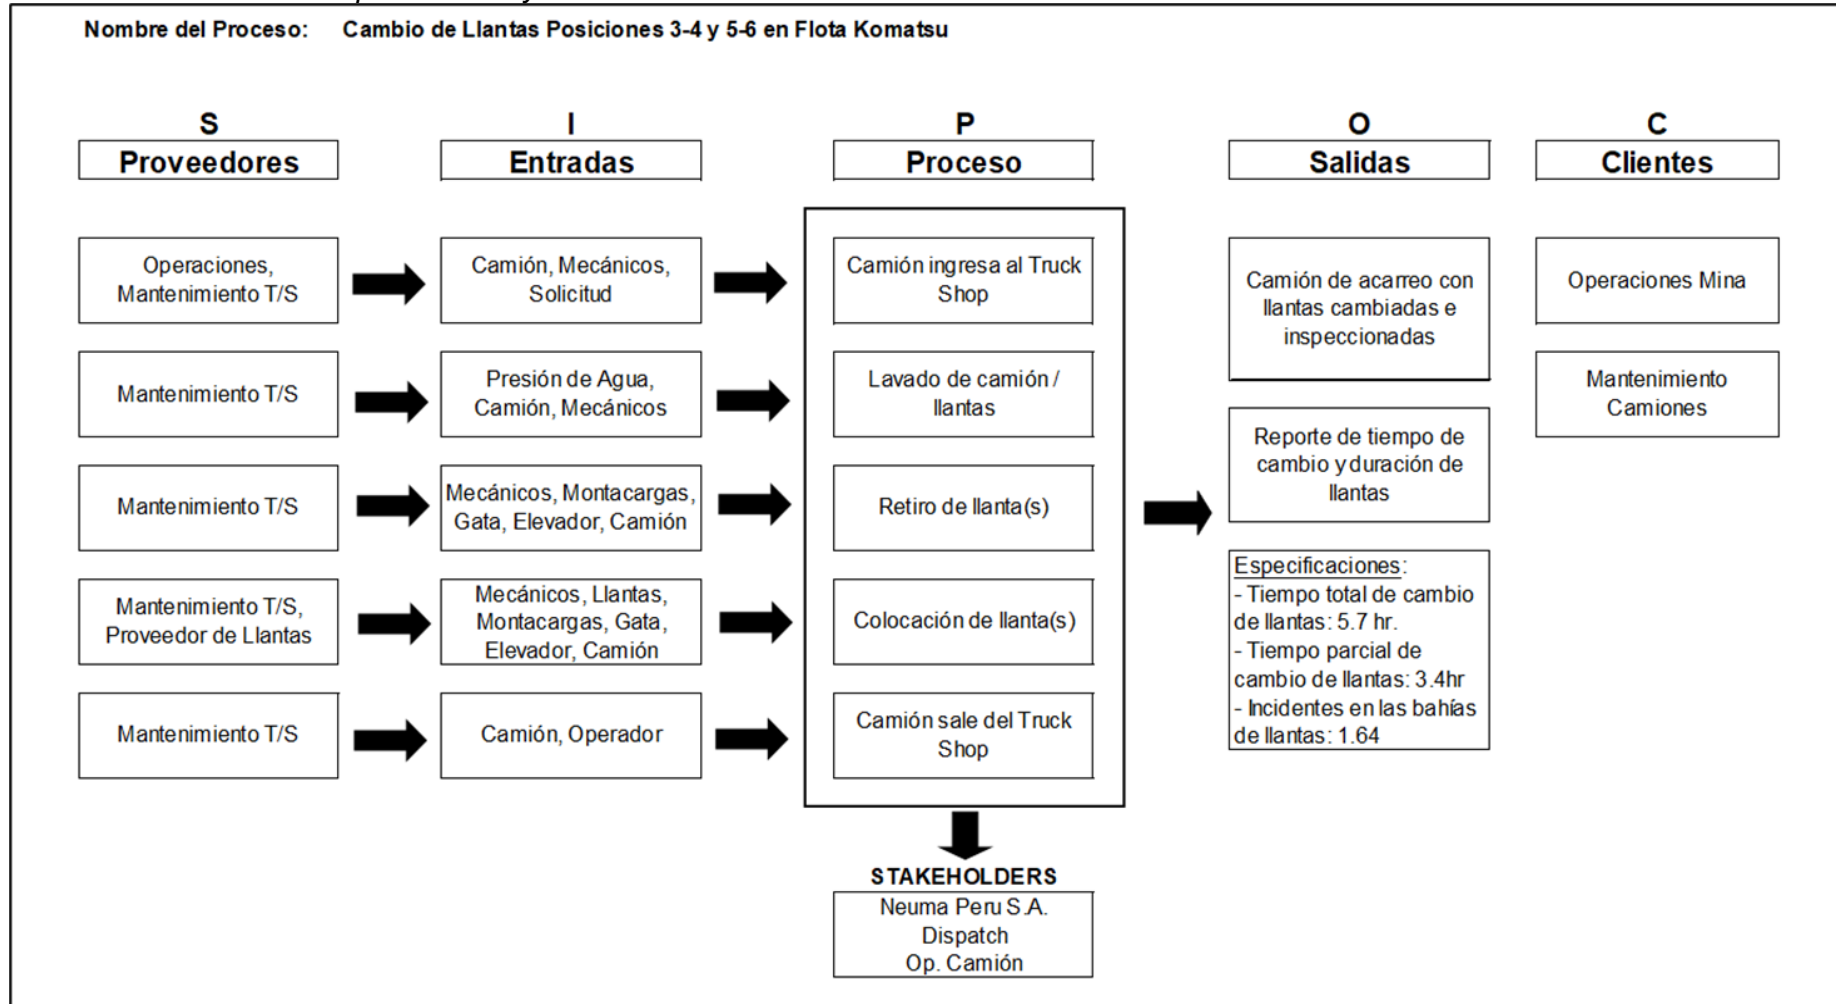 Nombre del Proceso: Cambio de Llantas Posiciones 3-4 y 5-6 en Flota Komatsu
S
Proveedores
I
Entradas
P
Proceso
O
Salidas
C
Clientes
Operaciones,
Mantenimiento T/S
Camión, Mecánicos,
Solicitud
Camión ingresa al Truck
Shop
Mantenimiento T/S
Presión de Agua,
Camión, Mecánicos
Lavado de camión /
llantas
Mantenimiento T/S
Mecánicos, Montacargas,
Gata, Elevador, Camión
Retiro de llanta(s)
Mantenimiento T/S,
Proveedor de Llantas
Mecánicos, Llantas,
Montacargas, Gata,
Elevador, Camión
Colocación de llanta(s)
Mantenimiento T/S
Camión, Operador
Camión sale del Truck
Shop
Camión de acarreo con
llantas cambiadas e
inspeccionadas
Reporte de tiempo de
cambio y duración de
llantas
Especificaciones:
- Tiempo total de cambio
de llantas: 5.7 hr.
- Tiempo parcial de
cambio de llantas: 3.4hr
- Incidentes en las bahías
de llantas: 1.64
Operaciones Mina
Mantenimiento
Camiones
STAKEHOLDERS
Neuma Peru S.A.
Dispatch
Op. Camión